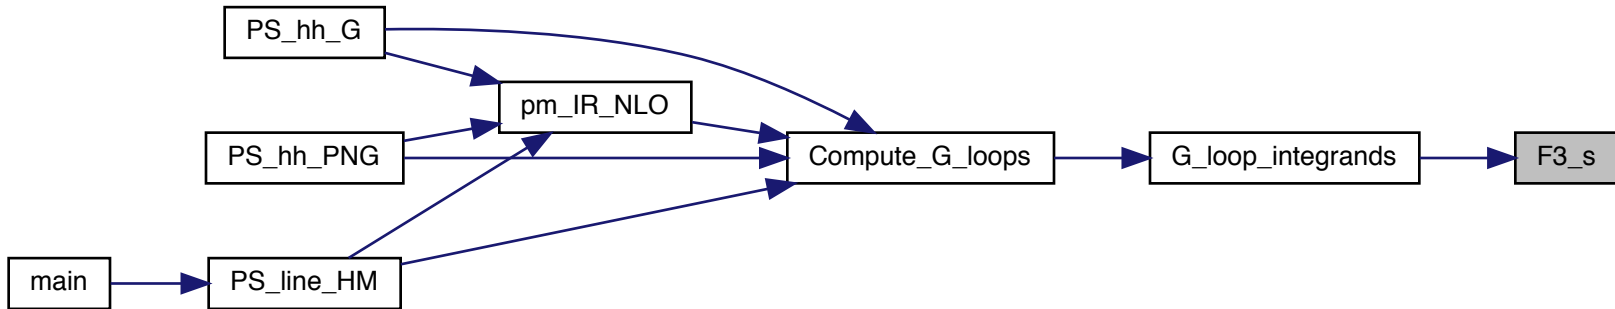 PS_hh_G
pm_IR_NLO
PS_hh_PNG
Compute_G_loops
G_loop_integrands
F3_s
main
PS_line_HM